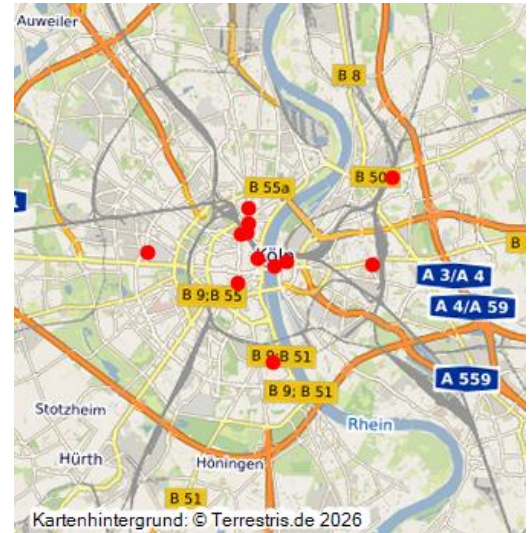 Auweiler
B 8
B 50
B 55a
Köln
B
B 9;B 55
A 3/A 4
A 4/A 59
B 9;B 51
A 559
B 9; B 51
Stotzheim
Rhein
Hürth
Höningen
B 51
Kartenhintergrund: © Terrestris.de 2026